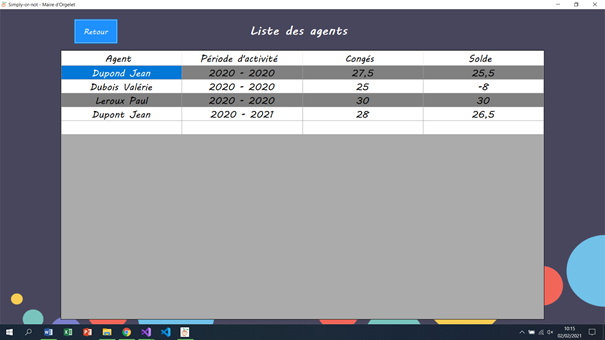 Simply-or-not - Mairie d'Orgelet
Retour
Liste des agents
Agent Période d'activité Congés Solde
Dupond Jean 2020 - 2020 27,5 25,5
Dubois Valérie 2020 - 2020 25 -8
Leroux Paul 2020 - 2020 30 30
Dupont Jean 2020 - 2021 28 26,5
10:15
02/02/2021